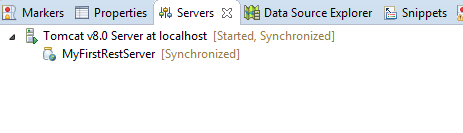 Markers Properties Servers Data Source Explorer Snippets
Tomcat v8.0 Server at localhost [Started, Synchronized]
MyFirstRestServer [Synchronized]